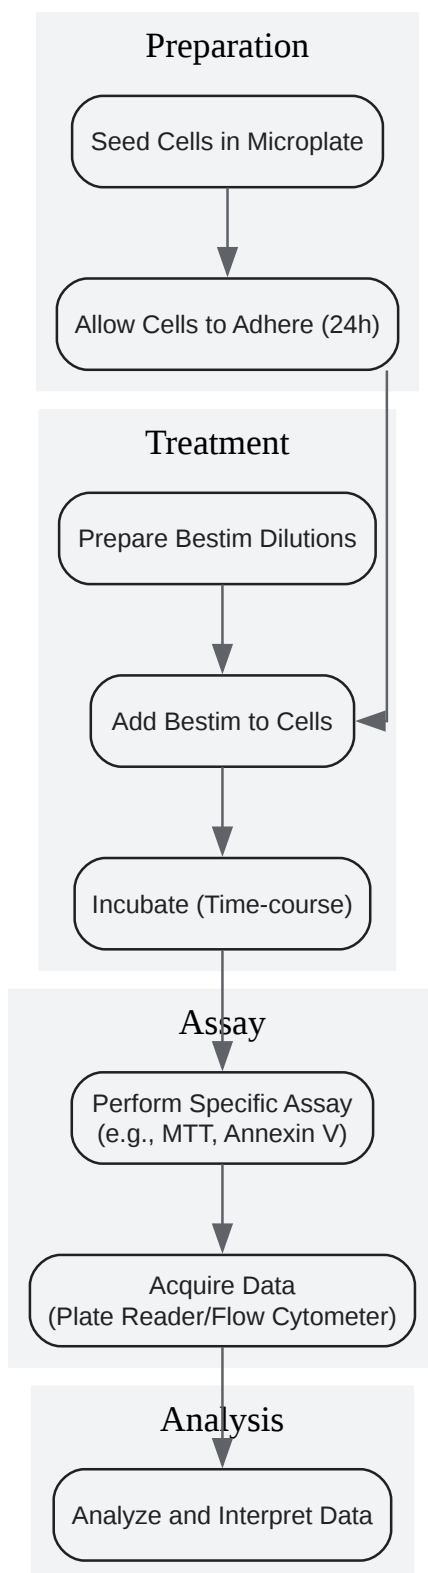 Preparation
Seed Cells in Microplate
Allow Cells to Adhere (24h)
Treatment
Prepare Bestim Dilutions
Add Bestim to Cells
Incubate (Time-course)
Assay
Perform Specific Assay
(e.g., MTT, Annexin V)
Acquire Data
(Plate Reader/Flow Cytometer)
Analysis
Analyze and Interpret Data